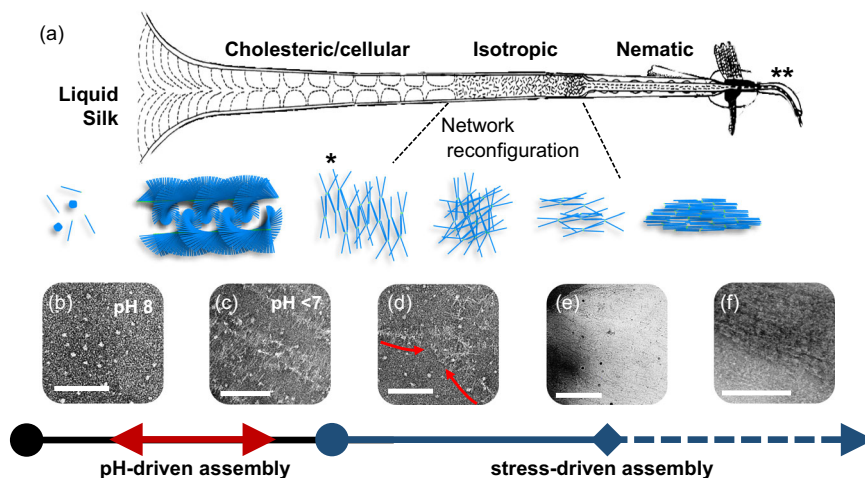 (a)
Cholesteric/cellular
Isotropic
Nematic
**
Liquid
Silk
Network
reconfiguration
*
(b)
pH 8
(c)
pH <7
(d)
(e)
(f)
pH-driven assembly
stress-driven assembly